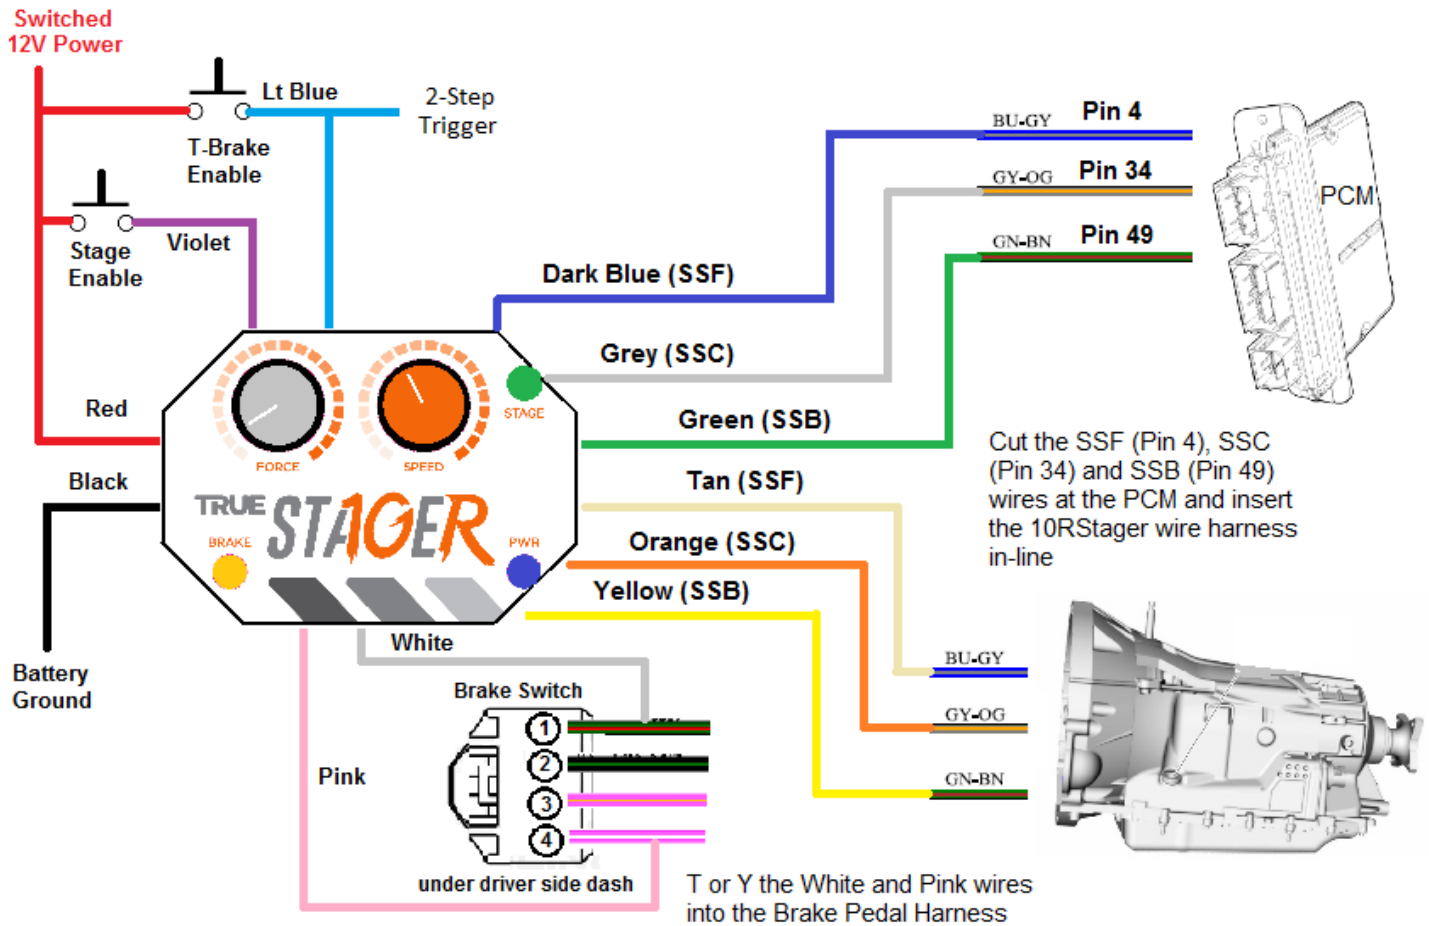 Switched
12V Power
Lt Blue
2-Step
Trigger
T-Brake
Enable
Stage
Enable
Violet
BU-GY Pin 4
GY-OG Pin 34
GN-BN Pin 49
PCM
Dark Blue (SSF)
Grey (SSC)
Green (SSB)
Tan (SSF)
Orange (SSC)
Yellow (SSB)
Red
Black
Battery
Ground
FORCE
SPEED
STAGE
TRUE
STA10ER
BRAKE
PWR
Cut the SSF (Pin 4), SSC
(Pin 34) and SSB (Pin 49)
wires at the PCM and insert
the 10RStager wire harness
in-line
White
Pink
Brake Switch
1
2
3
4
under driver side dash
BU-GY
GY-OG
GN-BN
T or Y the White and Pink wires
into the Brake Pedal Harness